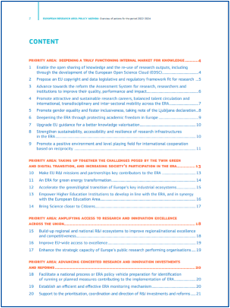 2 EUROPEAN RESEARCH AREA POLICY AGENDA
CONTENT
PRIORITY AREA: DEEPENING A TRULY FUNCTIONING INTERNAL MARKET FOR KNOWLEDGE 4
1 Enable the open sharing of knowledge and the re-use of research outputs, including
through the development of the European Open Science Cloud (EOSC) 4
2 Propose an EU copyright and data legislative and regulatory framework fit for research 5
3 Advance towards the reform the Assessment System for research, researchers and
institutions to improve their quality, performance and impact 6
4 Promote attractive and sustainable research careers, balanced talent circulation and
international, transdisciplinary and inter-sectoral mobility across the ERA 7
5 Promote gender equality and foster inclusiveness, taking note of the Ljubljana declaration 8
6 Deepening the ERA through protecting academic freedom in Europe 9
7 Upgrade EU guidance for a better knowledge valorisation 10
8 Strengthen sustainability, accessibility and resilience of research infrastructures
in the ERA 10
9 Promote a positive environment and level playing field for international cooperation
based on reciprocity 11
PRIORITY AREA: TAKING UP TOGETHER THE CHALLENGES POSED BY THE TWIN GREEN
AND DIGITAL TRANSITION, AND INCREASING SOCIETY'S PARTICIPATION IN THE ERA 13
10 Make EU R&I missions and partnerships key contributors to the ERA 13
11 An ERA for green energy transformation 14
12 Accelerate the green/digital transition of Europe's key industrial ecosystems 15
13 Empower Higher Education Institutions to develop in line with the ERA, and in synergy
with the European Education Area 16
14 Bring Science closer to Citizens 17
PRIORITY AREA: AMPLIFYING ACCESS TO RESEARCH AND INNOVATION EXCELLENCE
ACROSS THE UNION 18
15 Build-up regional and national R&I ecosystems to improve regional/national excellence
and competitiveness 18
16 Improve EU-wide access to excellence 19
17 Enhance the strategic capacity of Europe's public research performing organisations 19
PRIORITY AREA: ADVANCING CONCERTED RESEARCH AND INNOVATION INVESTMENTS
AND REFORMS 20
18 Facilitate a national process in ERA policy vehicle preparation for identification
of running or planned measures contributing to the implementation of ERA 20
19 Establish an efficient and effective ERA monitoring mechanism 20
20 Support to the prioritisation, coordination and direction of R&I investments and reforms 21